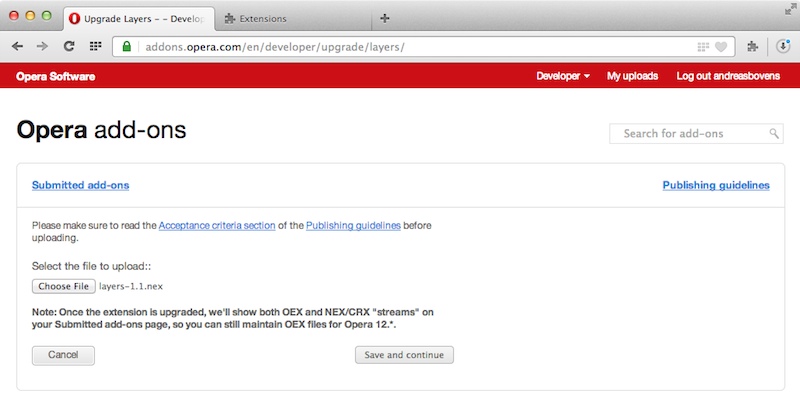 Upgrade Layers - - Develop
Extensions
addons.opera.com/en/developer/upgrade/layers/
Opera Software
Developer
My uploads
Log out andreasbovens
Opera add-ons
Search for add-ons
Submitted add-ons
Publishing guidelines
Please make sure to read the Acceptance criteria section of the Publishing guidelines before
uploading.
Select the file to upload::
Choose File layers-1.1.nex
Note: Once the extension is upgraded, we'll show both OEX and NEX/CRX "streams" on
your Submitted add-ons page, so you can still maintain OEX files for Opera 12.*.
Cancel
Save and continue